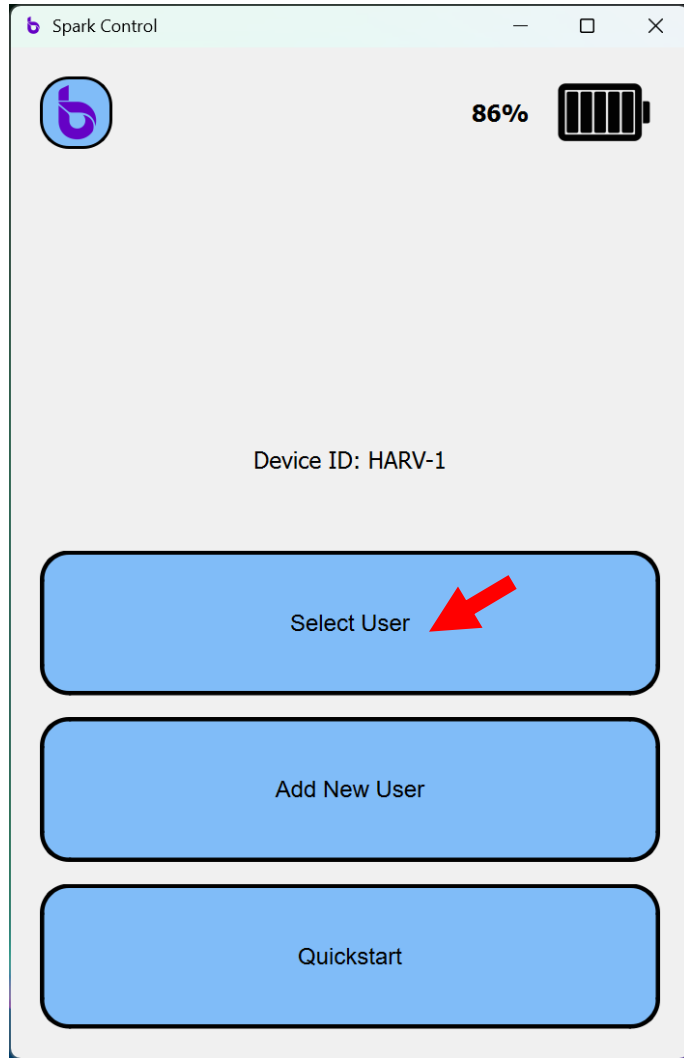 Spark Control
86%
Device ID: HARV-1
Select User
Add New User
Quickstart